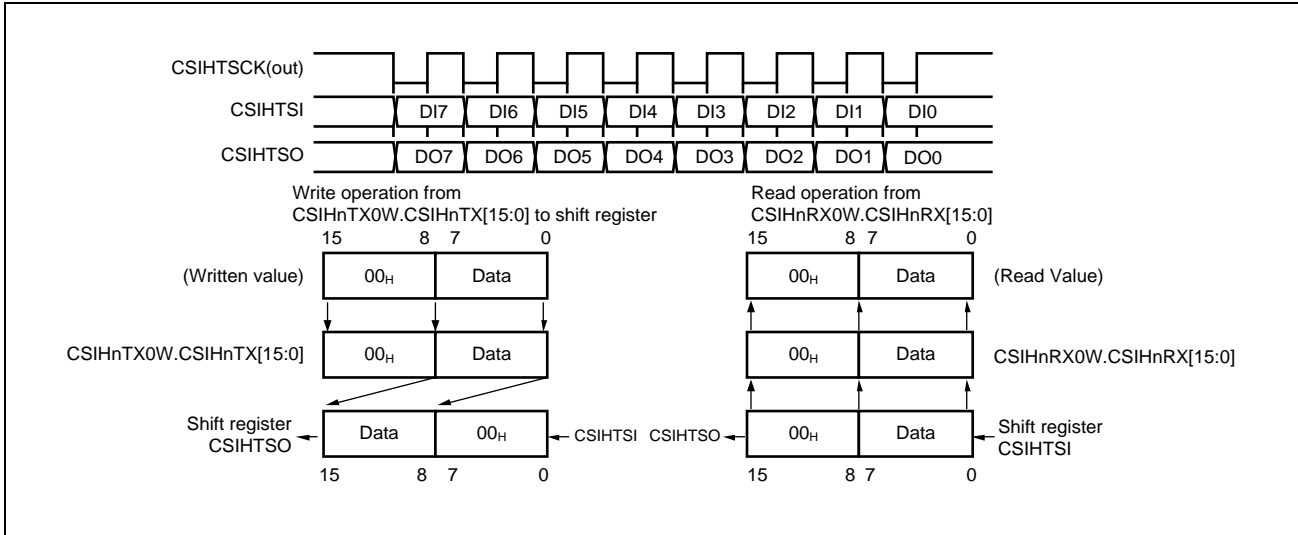 CSIHTSCK(out)
CSIHTSI DI7 DI6 DI5 DI4 DI3 DI2 DI1 DI0
CSIHTSO DO7 DO6 DO5 DO4 DO3 DO2 DO1 DO0
Write operation from
CSIHnTX0W.CSIHnTX[15:0] to shift register
15 8 7 0
(Written value) 00H Data
CSIHnTX0W.CSIHnTX[15:0] 00H Data
Shift register
CSIHTSO Data 00H CSIHTSI
15 8 7 0
Read operation from
CSIHnRX0W.CSIHnRX[15:0]
15 8 7 0
00H Data (Read Value)
00H Data CSIHnRX0W.CSIHnRX[15:0]
CSIHTSO 00H Data Shift register
CSIHTSI
15 8 7 0